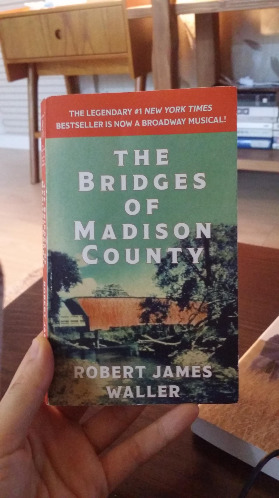 THE LEGENDARY #1 NEW YORK TIMES
BESTSELLER IS NOW A BROADWAY MUSICAL!
THE
BRIDGES
OF
MADISON
COUNTY
ROBERT JAMES
WALLER